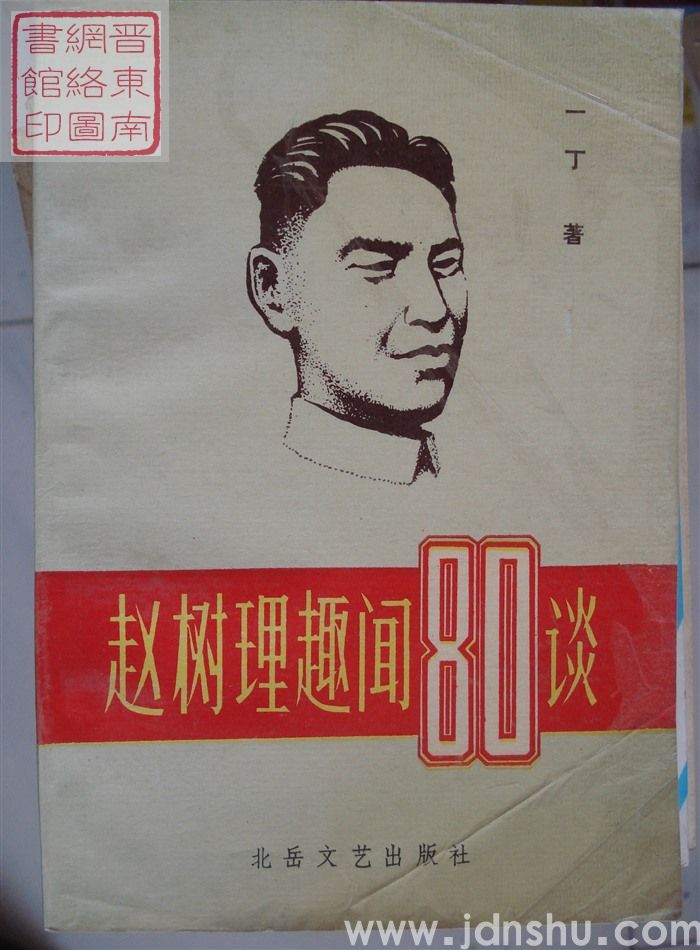 晋東南
網絡圖
書館印
一丁 著
赵树理趣闻80谈
北岳文艺出版社
www.jdnshu.com